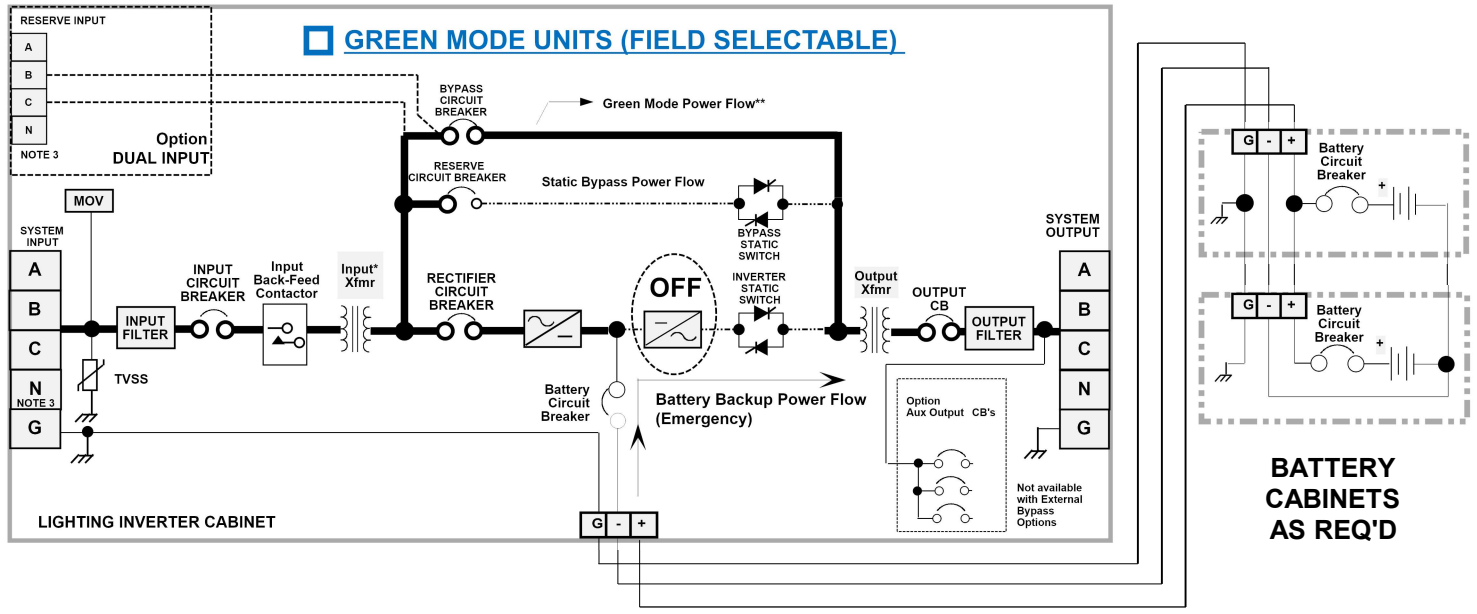 RESERVE INPUT
A
B
C
N
NOTE 3
Option
DUAL INPUT
GREEN MODE UNITS (FIELD SELECTABLE)
BYPASS
CIRCUIT
BREAKER
Green Mode Power Flow**
RESERVE
CIRCUIT BREAKER
Static Bypass Power Flow
BYPASS
STATIC
SWITCH
MOV
SYSTEM
INPUT
A
B
C
N
NOTE 3
G
TVSS
INPUT
FILTER
INPUT
CIRCUIT
BREAKER
Input
Back-Feed
Contactor
Input*
Xfmr
RECTIFIER
CIRCUIT
BREAKER
OFF
INVERTER
STATIC
SWITCH
Output
Xfmr
OUTPUT
CB
OUTPUT
FILTER
SYSTEM
OUTPUT
A
B
C
N
G
Battery
Circuit
Breaker
Battery Backup Power Flow
(Emergency)
Option
Aux Output CB's
Not available
with External
Bypass
Options
LIGHTING INVERTER CABINET
G - +
G - +
Battery
Circuit
Breaker
+
G - +
Battery
Circuit
Breaker
+
BATTERY
CABINETS
AS REQ'D